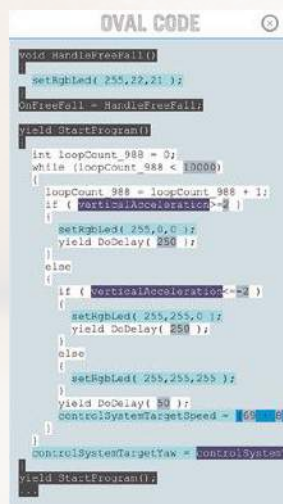 OVAL CODE
void HandleFreeFall()
{
setRgbLed( 255,22,21 );
}
OnFreeFall = HandleFreeFall;
yield StartProgram()
{
int loopCount_988 = 0;
while (loopCount_988 < 10000)
{
loopCount_988 = loopCount_988 + 1;
if ( verticalAcceleration>=2 )
{
setRgbLed( 255,0,0 );
yield DoDelay( 250 );
}
else
{
if ( verticalAcceleration<=-2 )
{
setRgbLed( 255,255,0 );
yield DoDelay( 250 );
}
else
{
setRgbLed( 255,255,255 );
}
yield DoDelay( 50 );
controlSystemTargetSpeed =
}
}
controlSystemTargetYaw =
yield StartProgram();
...